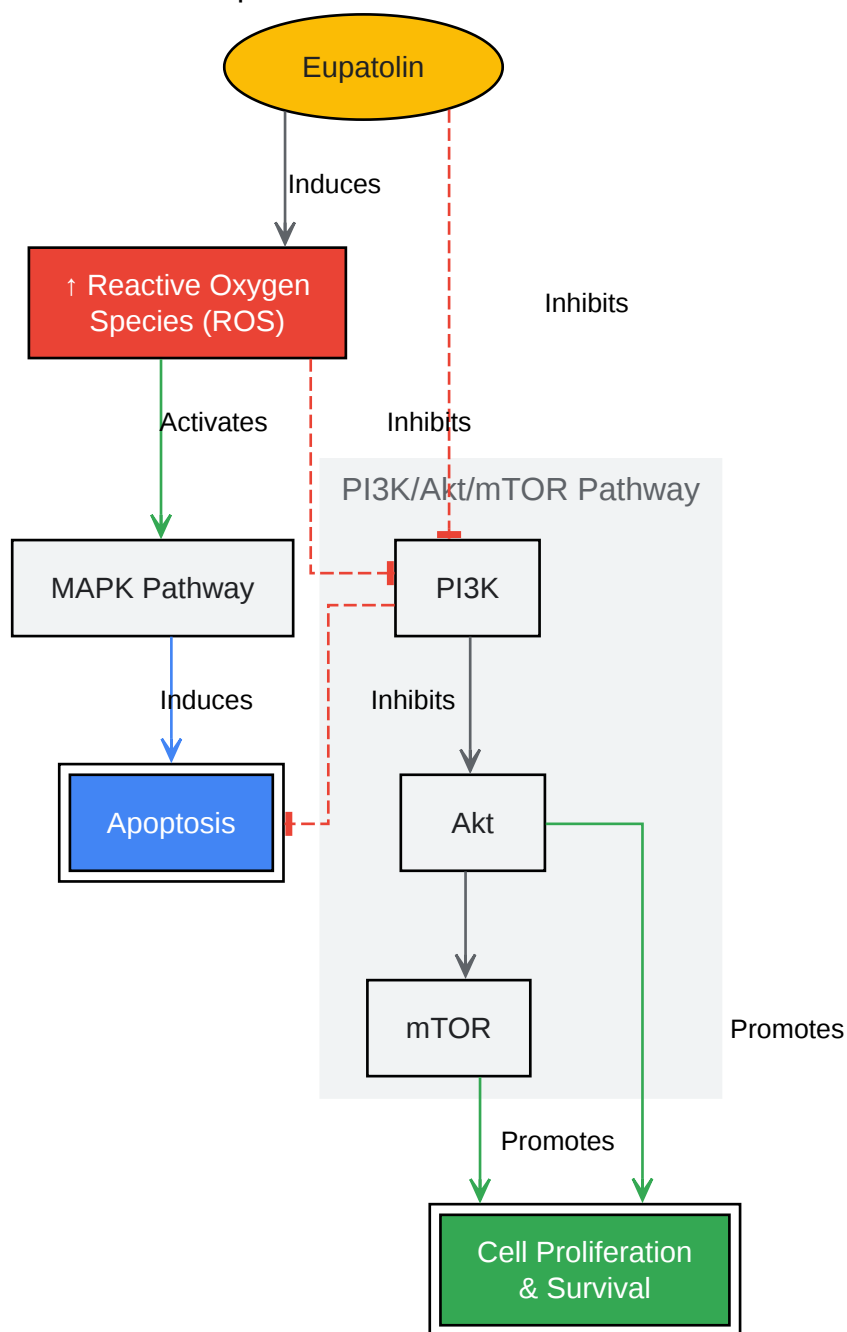 Eupatolin
Induces
Inhibits
↑ Reactive Oxygen
Species (ROS)
Activates
Inhibits
PI3K/Akt/mTOR Pathway
MAPK Pathway
PI3K
Induces
Inhibits
Apoptosis
Akt
mTOR
Promotes
Promotes
Cell Proliferation
& Survival